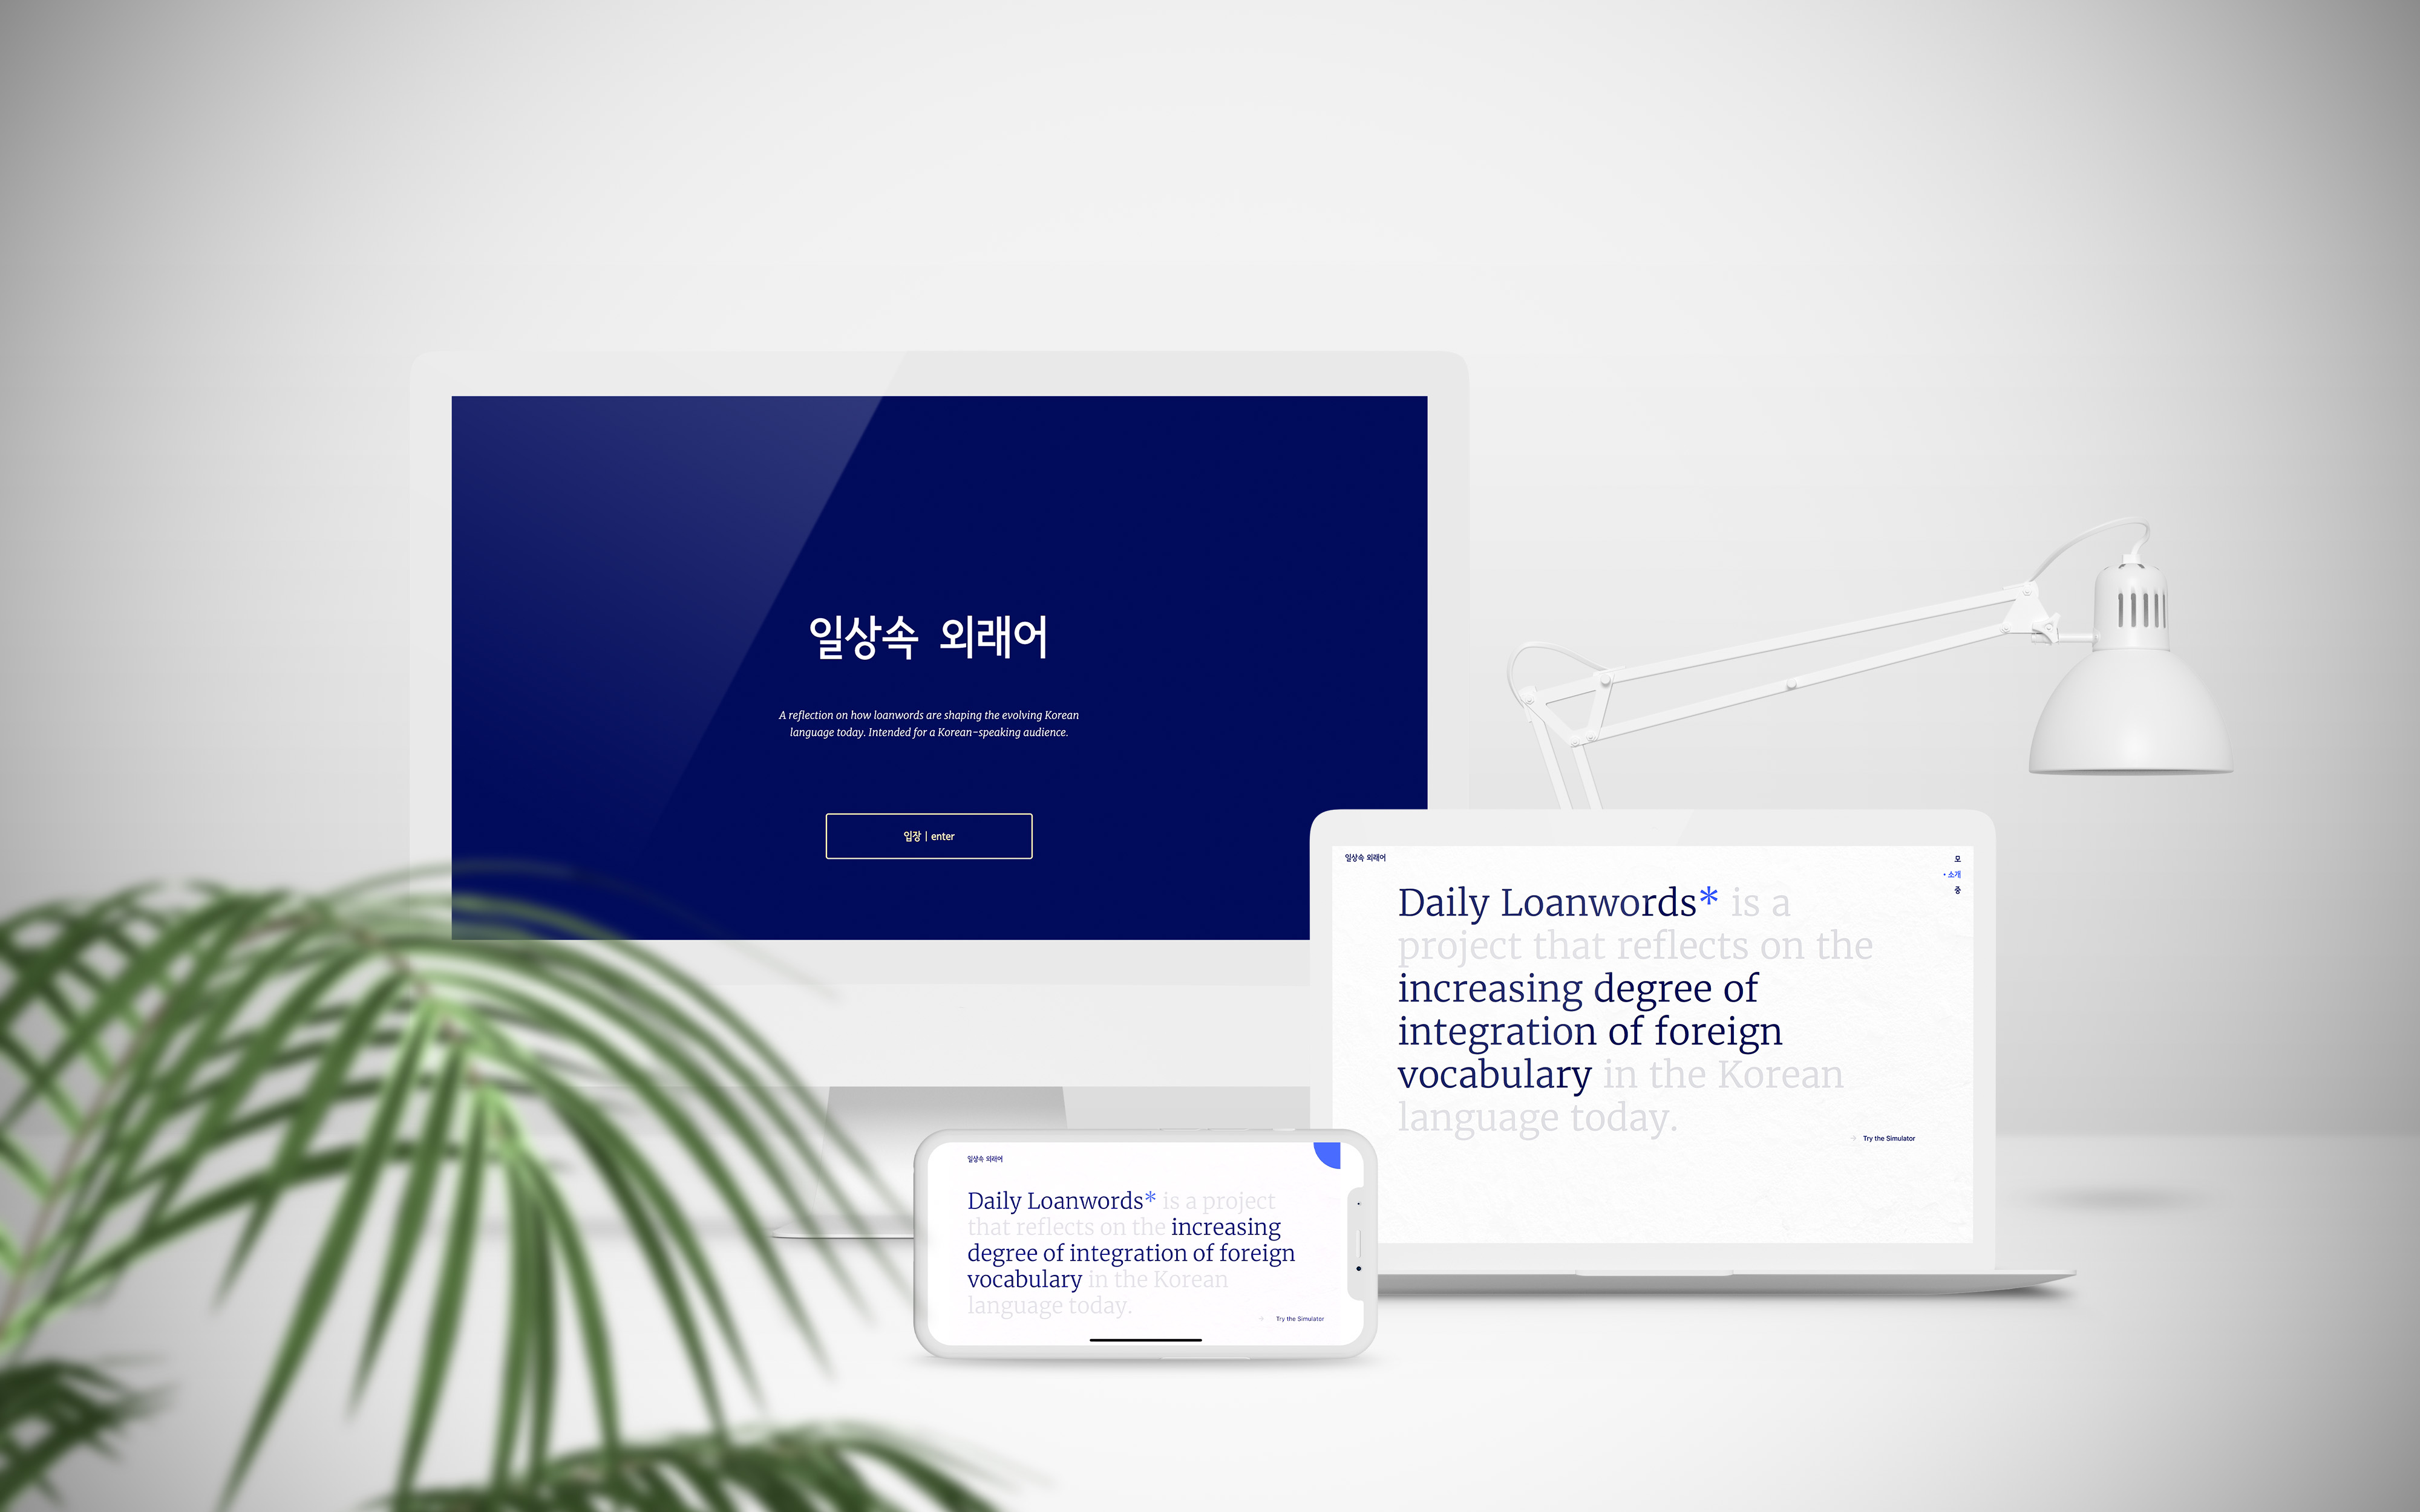 일상속 외래어
A reflection on how loanwords are shaping the evolving Korean
language today. Intended for a Korean-speaking audience.
입장 | enter
일상속 외래어
모
• 소개
중
Daily Loanwords* is a
project that reflects on the
increasing degree of
integration of foreign
vocabulary in the Korean
language today.
→ Try the Simulator
일상속 외래어
Daily Loanwords* is a project
that reflects on the increasing
degree of integration of foreign
vocabulary in the Korean
language today.
→ Try the Simulator